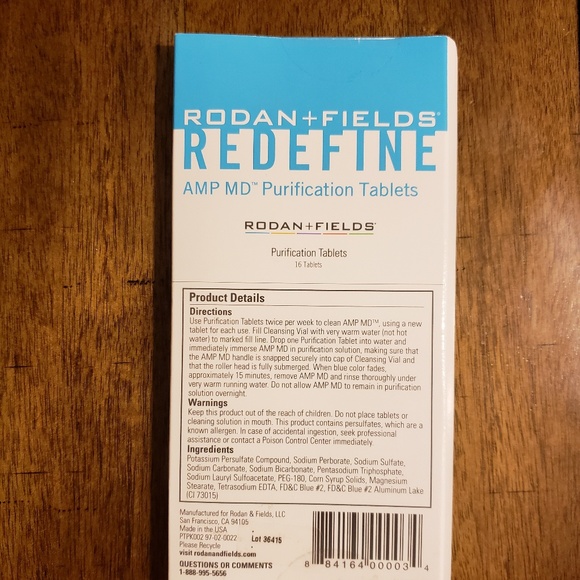 RODAN+FIELDS®
REDEFINE
AMP MD™ Purification Tablets
RODAN+FIELDS®
Purification Tablets
16 Tablets
Product Details
Directions
Use Purification Tablets twice per week to clean AMP MD™, using a new
tablet for each use. Fill Cleansing Vial with very warm water (not hot
water) to marked fill line. Drop one Purification Tablet into water and
immediately immerse AMP MD in purification solution, making sure that
the AMP MD handle is snapped securely into cap of Cleansing Vial and
that the roller head is fully submerged. When blue color fades,
approximately 15 minutes, remove AMP MD and rinse thoroughly under
very warm running water. Do not allow AMP MD to remain in purification
solution overnight.
Warnings
Keep this product out of the reach of children. Do not place tablets or
cleaning solution in mouth. This product contains persulfates, which are a
known allergen. In case of accidental ingestion, seek professional
assistance or contact a Poison Control Center immediately.
Ingredients
Potassium Persulfate Compound, Sodium Perborate, Sodium Sulfate,
Sodium Carbonate, Sodium Bicarbonate, Pentasodium Triphosphate,
Sodium Lauryl Sulfoacetate, PEG-180, Corn Syrup Solids, Magnesium
Stearate, Tetrasodium EDTA, FD&C Blue #2, FD&C Blue #2 Aluminum Lake
(CI 73015)
Manufactured for Rodan & Fields, LLC
San Francisco, CA 94105
Made in the USA
PTPK002 97-02-0022 Lot 36415
Please Recycle
visit rodanandfields.com
QUESTIONS OR COMMENTS
1-888-995-5656
8 84164 00003 4